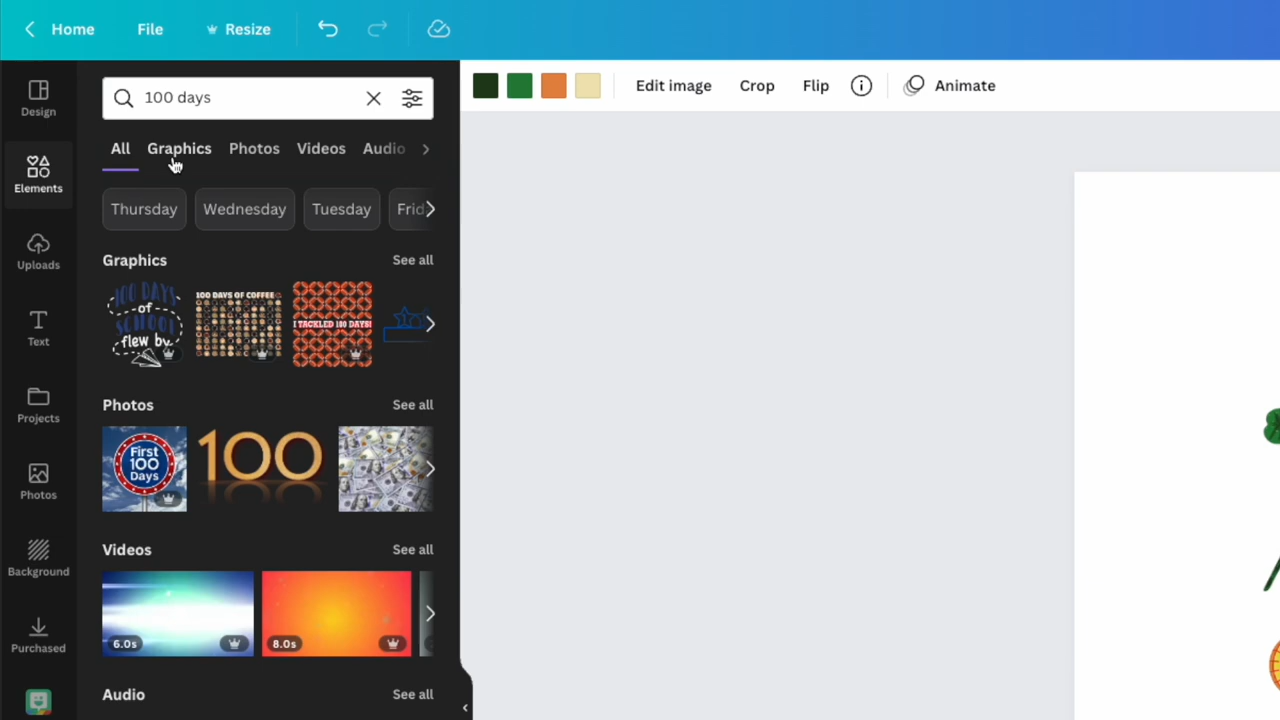 Home File Resize
Design
Elements
Uploads
Text
Projects
Photos
Background
Purchased
100 days
All Graphics Photos Videos Audio
Thursday Wednesday Tuesday Frid
Graphics See all
100 DAYS
of
SCHOOL
flew by
100 DAYS OF COFFEE
I TACKLED 100 DAYS!
Photos See all
First
100
Days
100
Videos See all
6.0s 8.0s
Audio See all
Edit image Crop Flip Animate